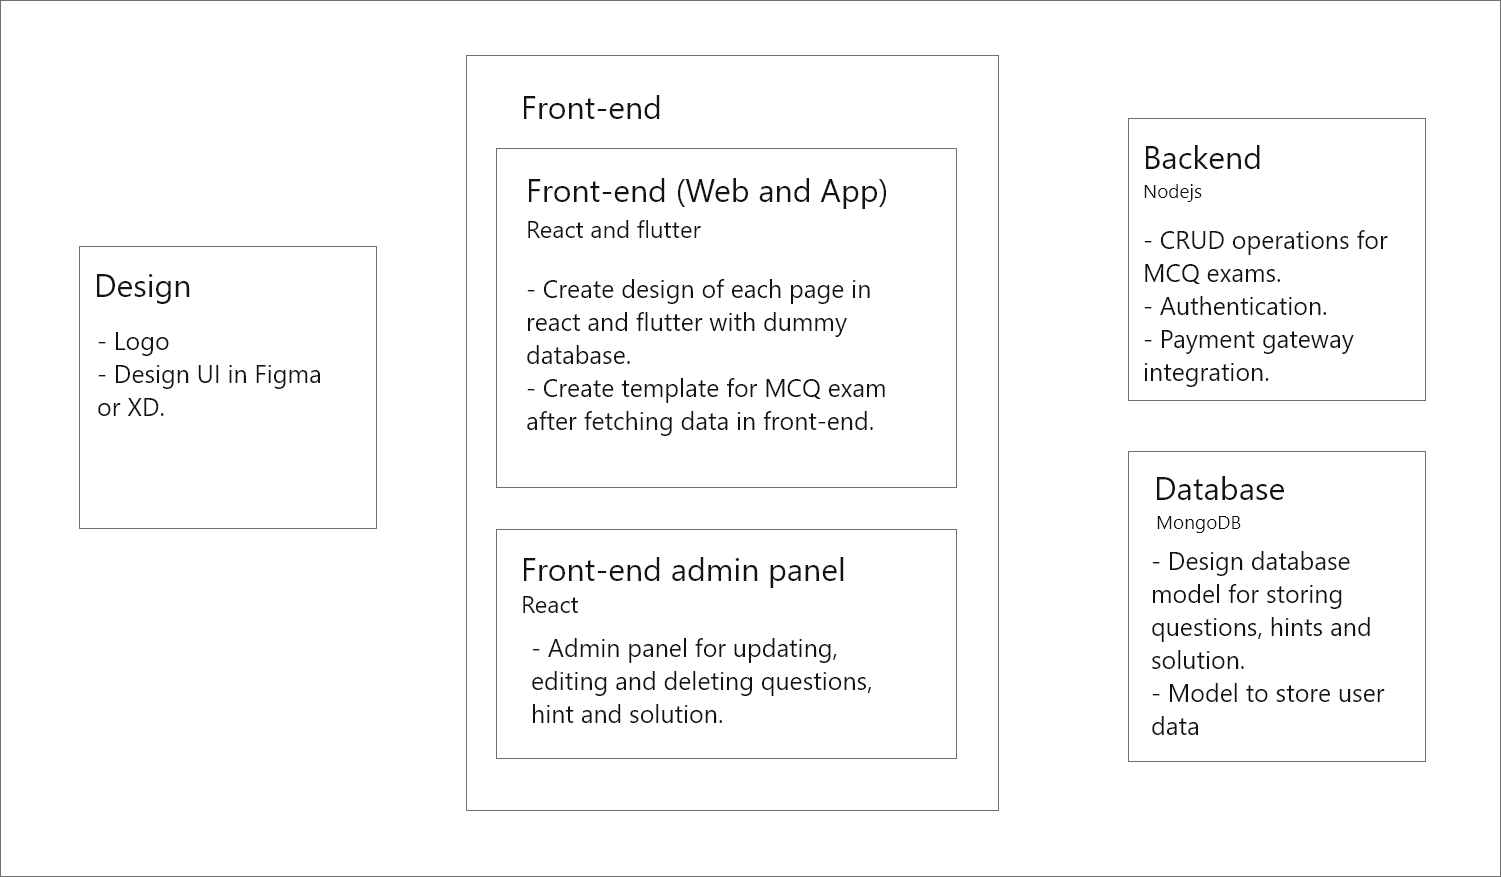 Design
- Logo
- Design UI in Figma
or XD.
Front-end
Front-end (Web and App)
React and flutter
- Create design of each page in
react and flutter with dummy
database.
- Create template for MCQ exam
after fetching data in front-end.
Front-end admin panel
React
- Admin panel for updating,
editing and deleting questions,
hint and solution.
Backend
Nodejs
- CRUD operations for
MCQ exams.
- Authentication.
- Payment gateway
integration.
Database
MongoDB
- Design database
model for storing
questions, hints and
solution.
- Model to store user
data